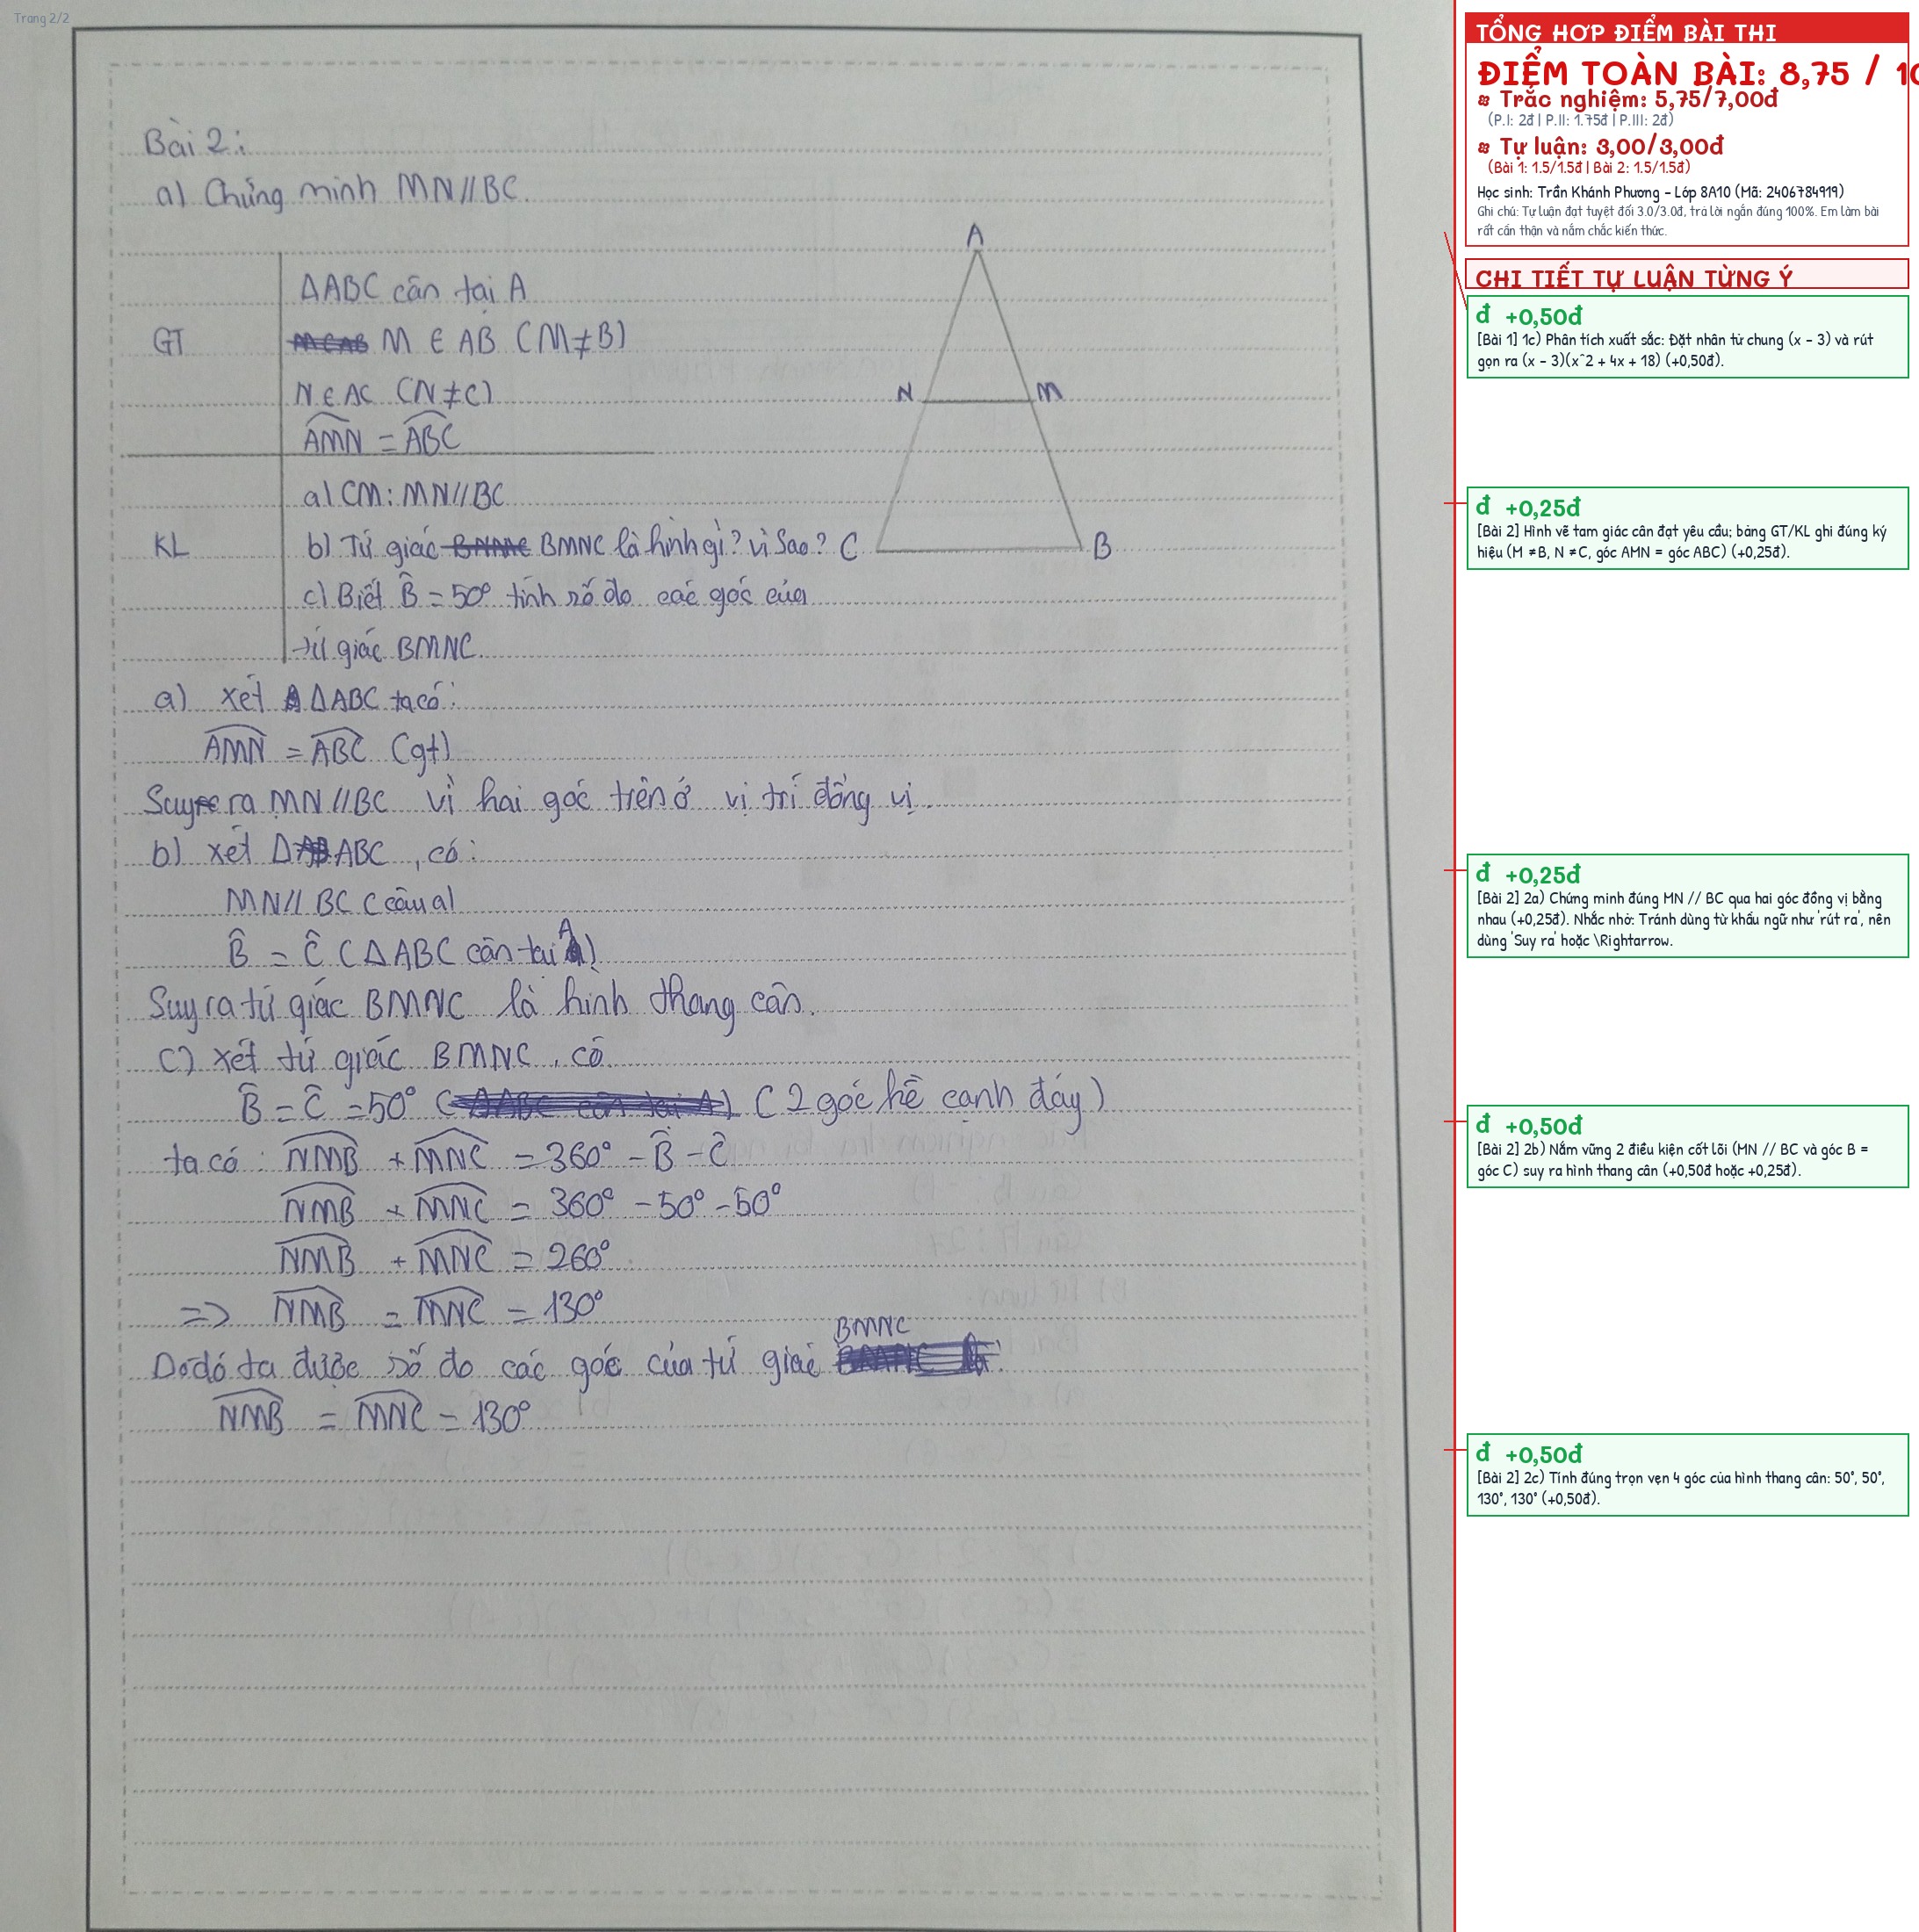 Trang 2/2
Bài 2:
a) Chứng minh MN//BC.
A
ΔABC cân tại A
GT
M ∈ AB (M≠B)
N ∈ AC (N≠C)
N M
AMN = ABC
a) CM: MN//BC
KL
b) Tứ giác BMNC là hình gì? vì sao?
C B
c) Biết B̂ = 50° tính số đo các góc của
tứ giác BMNC.
a) xét ΔABC ta có:
AMN = ABC (gt)
Suy ra MN//BC vì hai góc trên ở vị trí đồng vị.
b) xét ΔABC, có:
MN//BC (câu a)
B̂ = Ĉ (ΔABC cân tại A)
Suy ra tứ giác BMNC là hình thang cân.
c) xét tứ giác BMNC, có
B̂ = Ĉ = 50° (2 góc kề cạnh đáy)
ta có: NMB + MNC = 360° - B̂ - Ĉ
NMB + MNC = 360° - 50° - 50°
NMB + MNC = 260°
=> NMB = MNC = 130°
BMNC
Do đó ta được số đo các góc của tứ giác :
NMB = MNC = 130°
TỔNG HỢP ĐIỂM BÀI THI
ĐIỂM TOÀN BÀI: 8,75 / 10
Trắc nghiệm: 5,75/7,00đ
(P.I: 2đ | P.II: 1.75đ | P.III: 2đ)
Tự luận: 3,00/3,00đ
(Bài 1: 1.5/1.5đ | Bài 2: 1.5/1.5đ)
Học sinh: Trần Khánh Phương - Lớp 8A10 (Mã: 2406784919)
Ghi chú: Tự luận đạt tuyệt đối 3.0/3.0đ, trả lời ngắn đúng 100%. Em làm bài
rất cẩn thận và nắm chắc kiến thức.
CHI TIẾT TỰ LUẬN TỪNG Ý
đ +0,50đ
[Bài 1] 1c) Phân tích xuất sắc: Đặt nhân tử chung (x - 3) và rút
gọn ra (x - 3)(x^2 + 4x + 18) (+0,50đ).
đ +0,25đ
[Bài 2] Hình vẽ tam giác cân đạt yêu cầu; bảng GT/KL ghi đúng ký
hiệu (M ≠B, N ≠C, góc AMN = góc ABC) (+0,25đ).
đ +0,25đ
[Bài 2] 2a) Chứng minh đúng MN // BC qua hai góc đồng vị bằng
nhau (+0,25đ). Nhắc nhở: Tránh dùng từ khẩu ngữ như 'rút ra', nên
dùng 'Suy ra' hoặc \Rightarrow.
đ +0,50đ
[Bài 2] 2b) Nắm vững 2 điều kiện cốt lõi (MN // BC và góc B =
góc C) suy ra hình thang cân (+0,50đ hoặc +0,25đ).
đ +0,50đ
[Bài 2] 2c) Tính đúng trọn vẹn 4 góc của hình thang cân: 50°, 50°,
130°, 130° (+0,50đ).